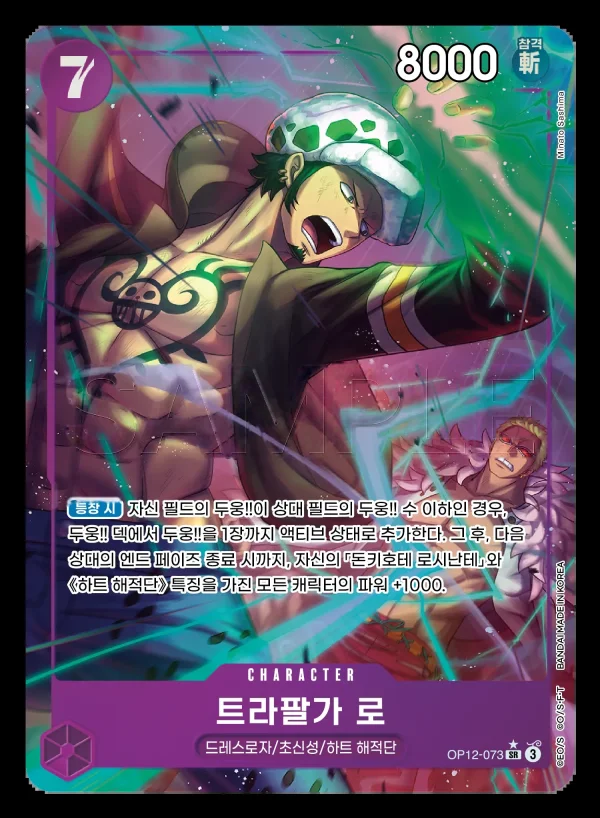 7
8000
참격
斬
Minato Sashima
SAMPLE
등장 시 자신 필드의 두웅!!이 상대 필드의 두웅!! 수 이하인 경우,
두웅!! 덱에서 두웅!!을 1장까지 액티브 상태로 추가한다. 그 후, 다음
상대의 엔드 페이즈 종료 시까지, 자신의 「돈키호테 로시난테」와
《하트 해적단》 특징을 가진 모든 캐릭터의 파워 +1000.
CHARACTER
트라팔가 로
드레스로자/초신성/하트 해적단
OP12-073 SR 3
©E.O/S ©O/S·F·T BANDAI MADE IN KOREA